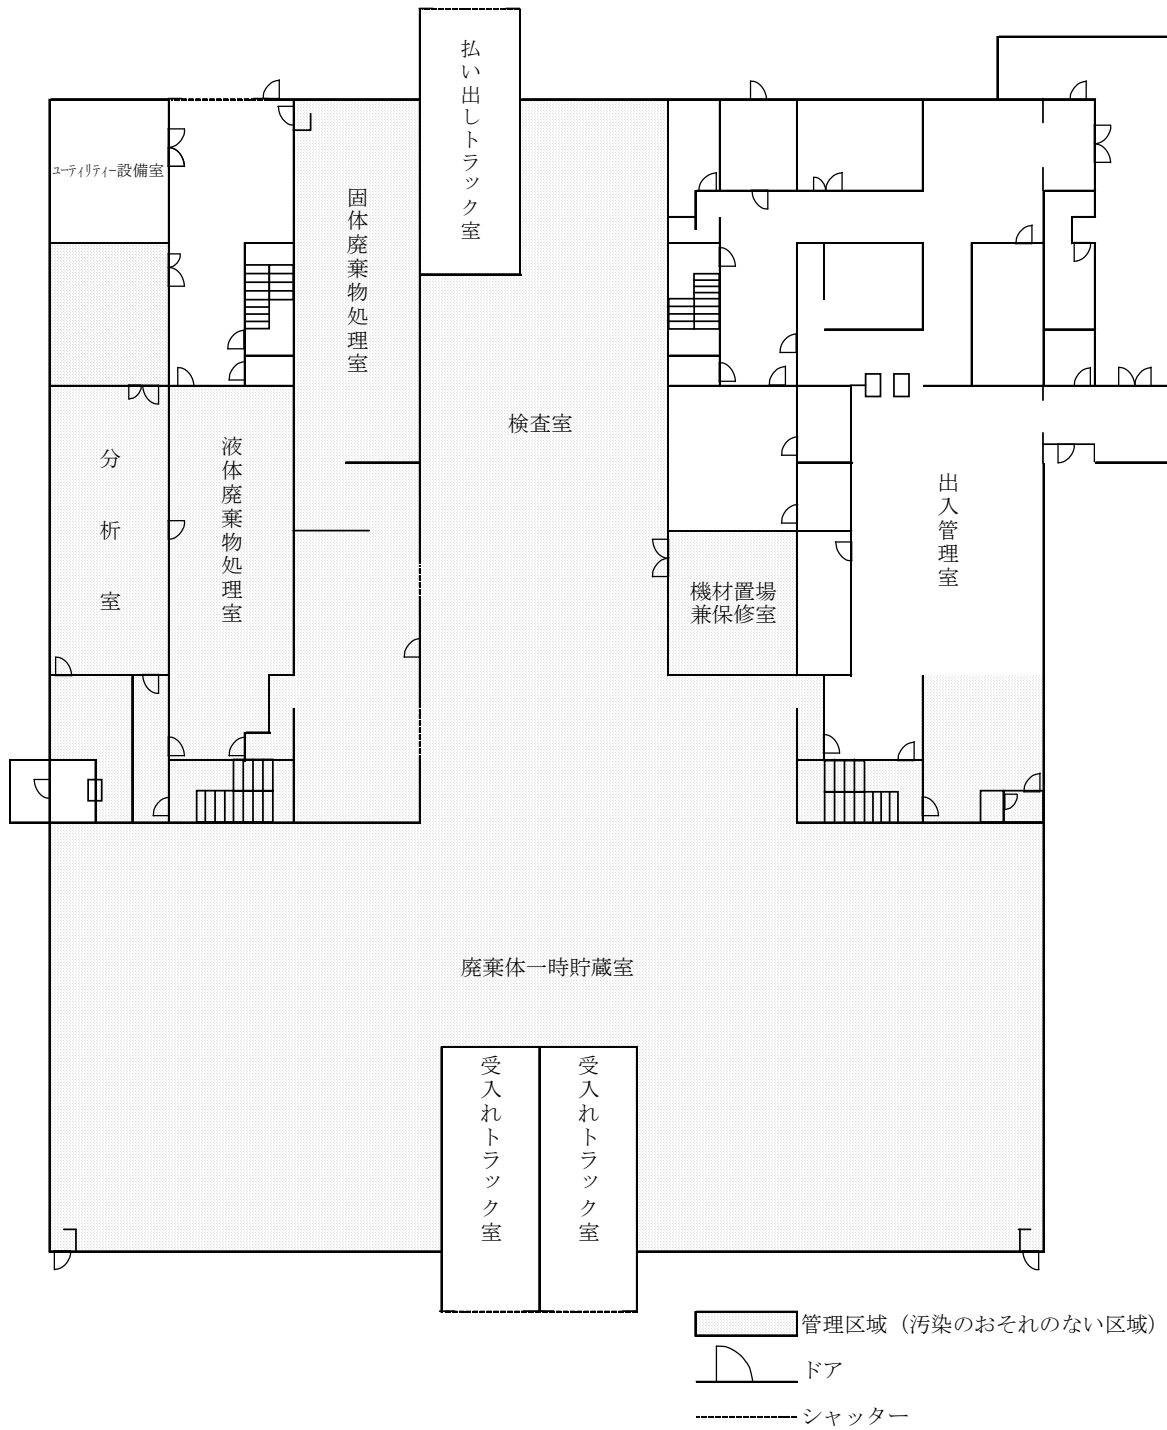 払い出しトラック室
ユーティリティー設備室
固体廃棄物処理室
検査室
分析室
液体廃棄物処理室
出入管理室
機材置場
兼保修室
廃棄体一時貯蔵室
受入れトラック室
受入れトラック室
管理区域（汚染のおそれのない区域）
ドア
シャッター